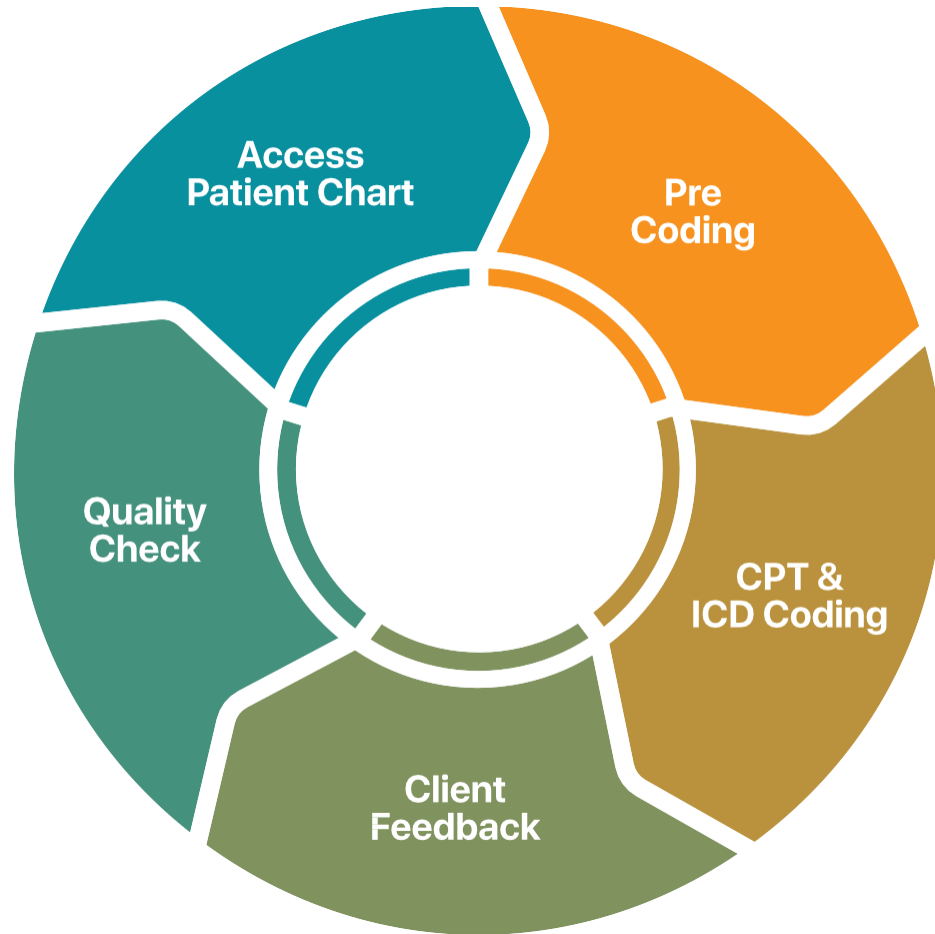 Access
Patient Chart
Pre
Coding
CPT &
ICD Coding
Client
Feedback
Quality
Check